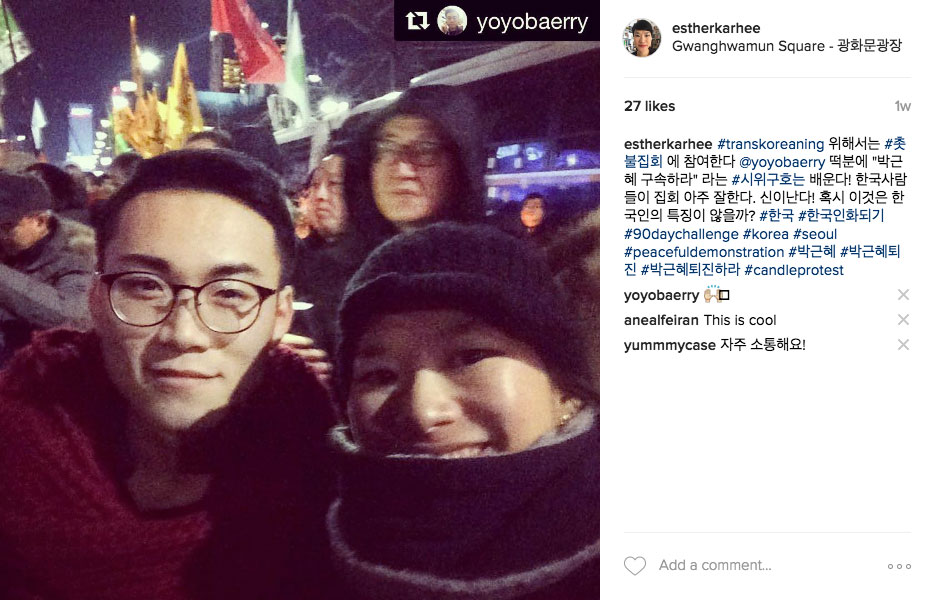 yoyobaerry
estherkarhee
Gwanghwamun Square - 광화문광장
27 likes
1w
estherkarhee #transkoreaning 위해서는 #촛
불집회 에 참여한다 @yoyobaerry 떡분에 "박근
혜 구속하라" 라는 #시위구호는 배운다! 한국사람
들이 집회 아주 잘한다. 신이난다! 혹시 이것은 한
국인의 특징이 않을까? #한국 #한국인화되기
#90daychallenge #korea #seoul
#peacefuldemonstration #박근혜 #박근혜퇴
진 #박근혜퇴진하라 #candleprotest
yoyobaerry 🙌🏼
anealfeiran This is cool
yummmycase 자주 소통해요!
Add a comment...